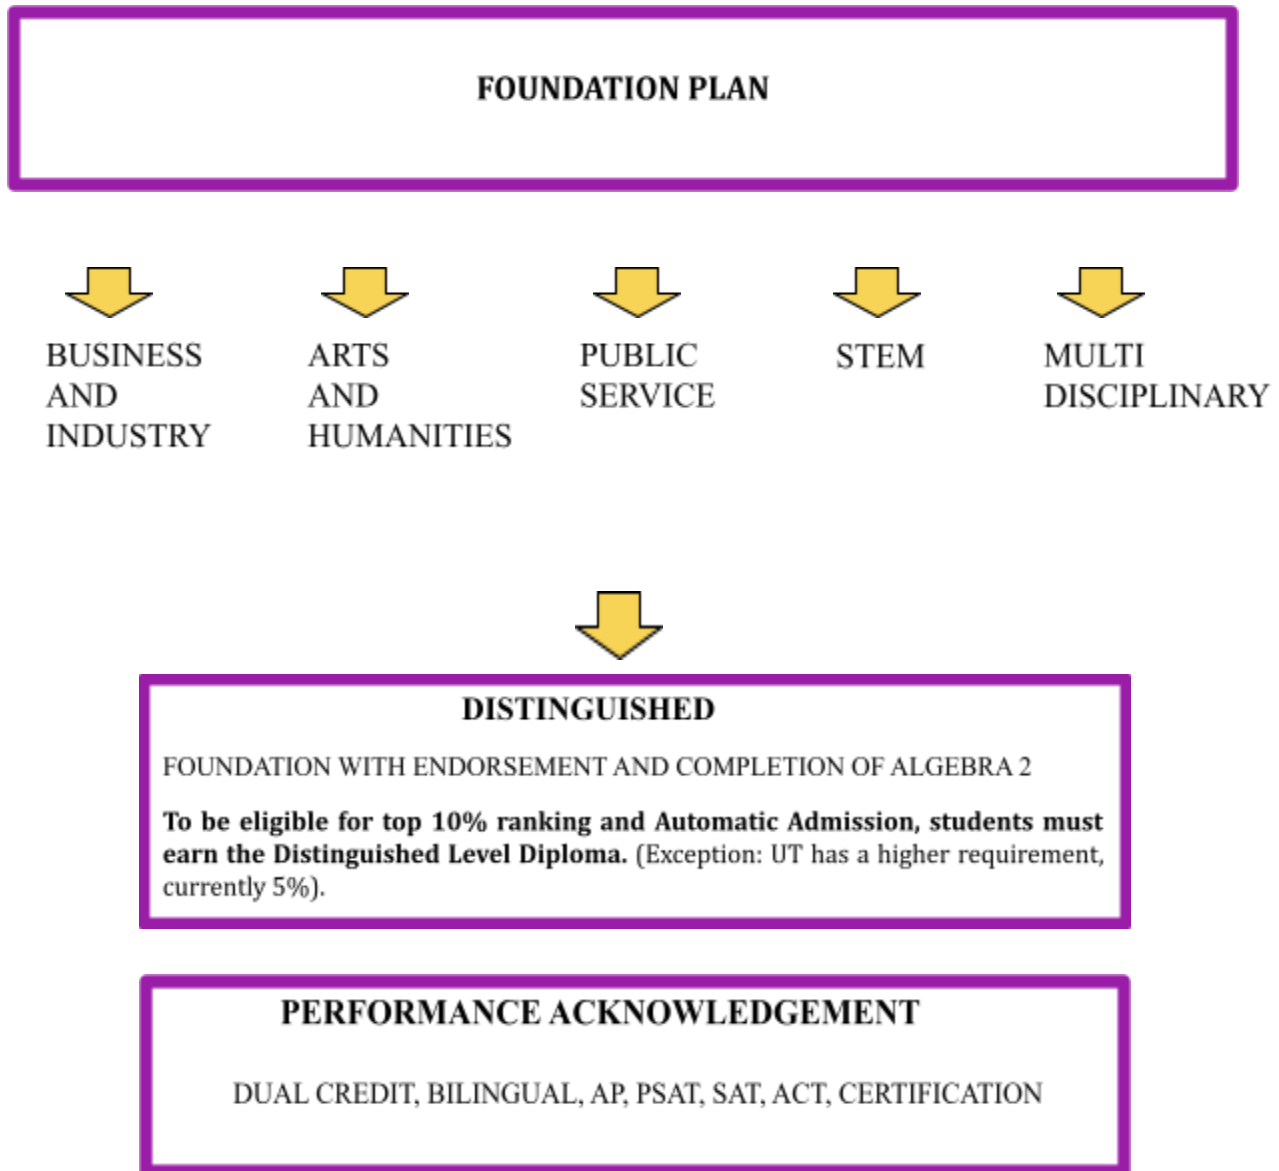 FOUNDATION PLAN
BUSINESS
AND
INDUSTRY
ARTS
AND
HUMANITIES
PUBLIC
SERVICE
STEM
MULTI
DISCIPLINARY
DISTINGUISHED
FOUNDATION WITH ENDORSEMENT AND COMPLETION OF ALGEBRA 2
To be eligible for top 10% ranking and Automatic Admission, students must
earn the Distinguished Level Diploma. (Exception: UT has a higher requirement,
currently 5%).
PERFORMANCE ACKNOWLEDGEMENT
DUAL CREDIT, BILINGUAL, AP, PSAT, SAT, ACT, CERTIFICATION